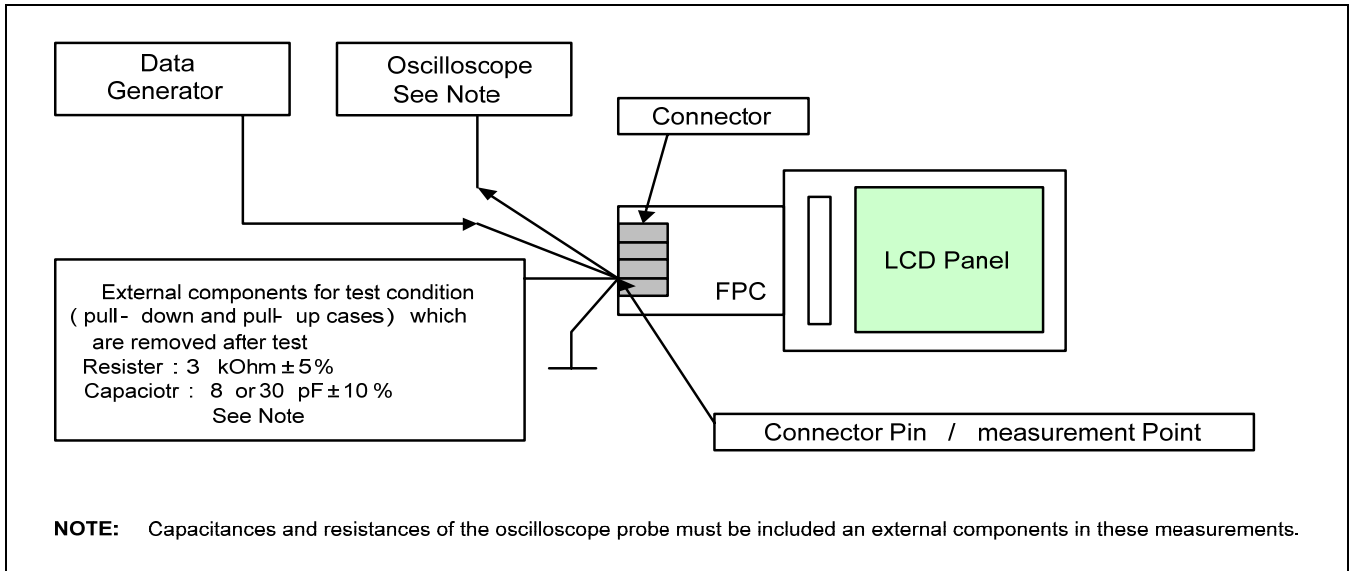 Data
Generator
Oscilloscope
See Note
Connector
LCD Panel
FPC
External components for test condition
( pull- down and pull- up cases) which
are removed after test
Resister : 3 kOhm ±5%
Capaciotr : 8 or 30 pF ±10 %
See Note
Connector Pin / measurement Point
NOTE: Capacitances and resistances of the oscilloscope probe must be included an external components in these measurements.